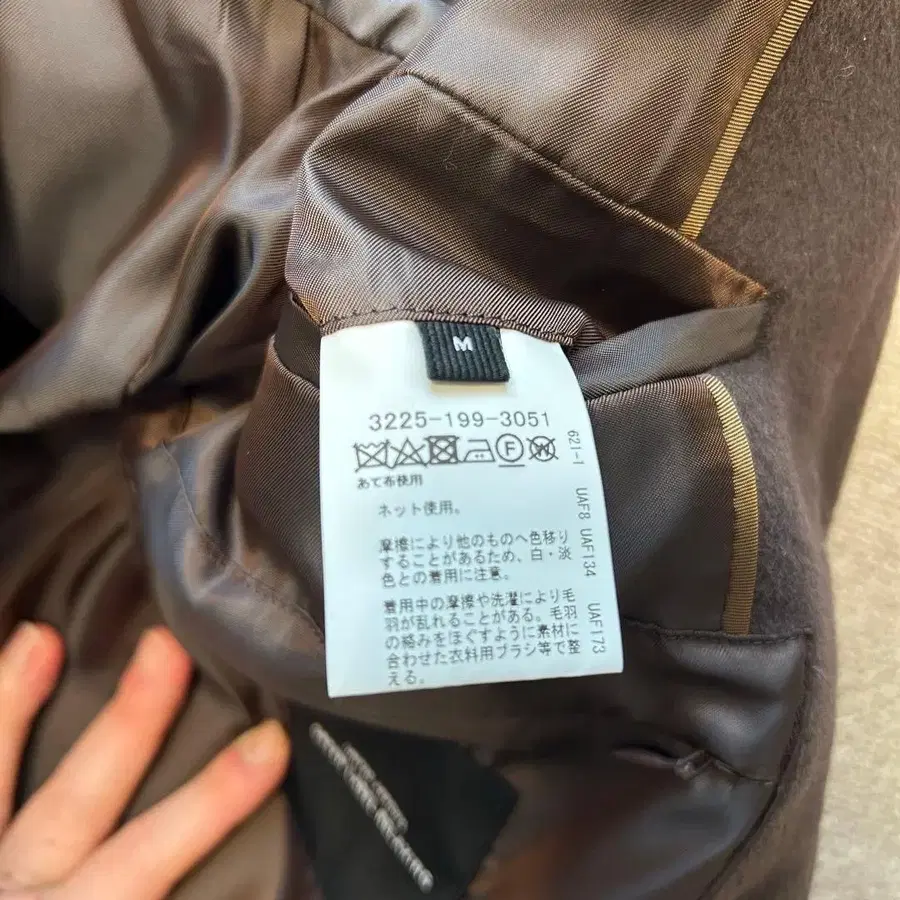 M
3225-199-3051
あて布使用
ネット使用。
摩擦により他のものへ色移り
することがあるため、白・淡
色との着用に注意。
着用中の摩擦や洗濯により毛
羽が乱れることがある。毛羽
の絡みをほぐすように素材に
合わせた衣料用ブラシ等で整
える。
621-1 UAF8 UAF134 UAF173